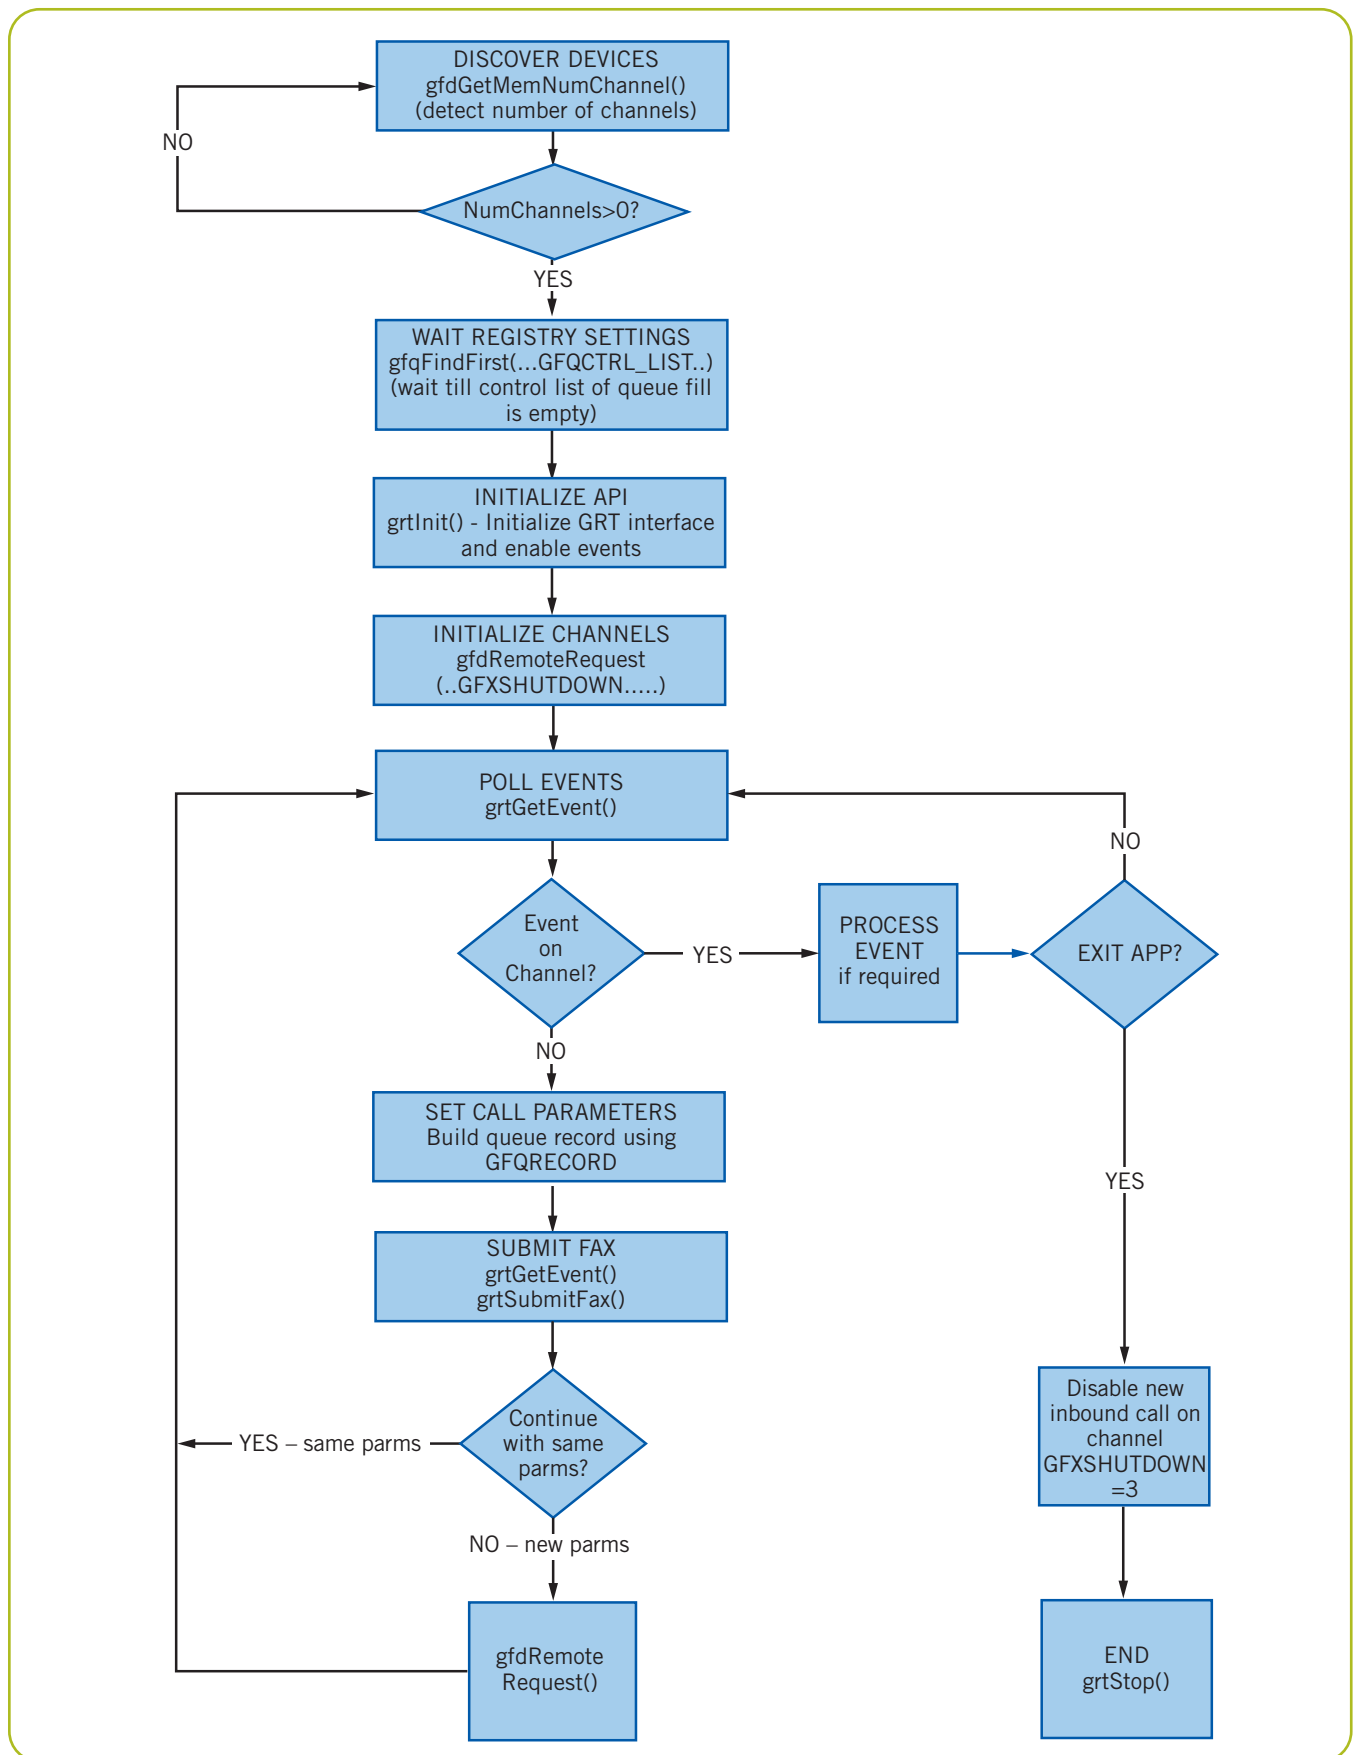 DISCOVER DEVICES
gfdGetMemNumChannel()
(detect number of channels)
NO
NumChannels>0?
YES
WAIT REGISTRY SETTINGS
gfqFindFirst(...GFQCTRL_LIST..)
(wait till control list of queue fill
is empty)
INITIALIZE API
grtInit() - Initialize GRT interface
and enable events
INITIALIZE CHANNELS
gfdRemoteRequest
(..GFXSHUTDOWN.....)
POLL EVENTS
grtGetEvent()
NO
Event
on
Channel?
YES
PROCESS
EVENT
if required
EXIT APP?
NO
SET CALL PARAMETERS
Build queue record using
GFQRECORD
YES
SUBMIT FAX
grtGetEvent()
grtSubmitFax()
Continue
with same
parms?
YES – same parms
Disable new
inbound call on
channel
GFXSHUTDOWN
=3
NO – new parms
gfdRemote
Request()
END
grtStop()